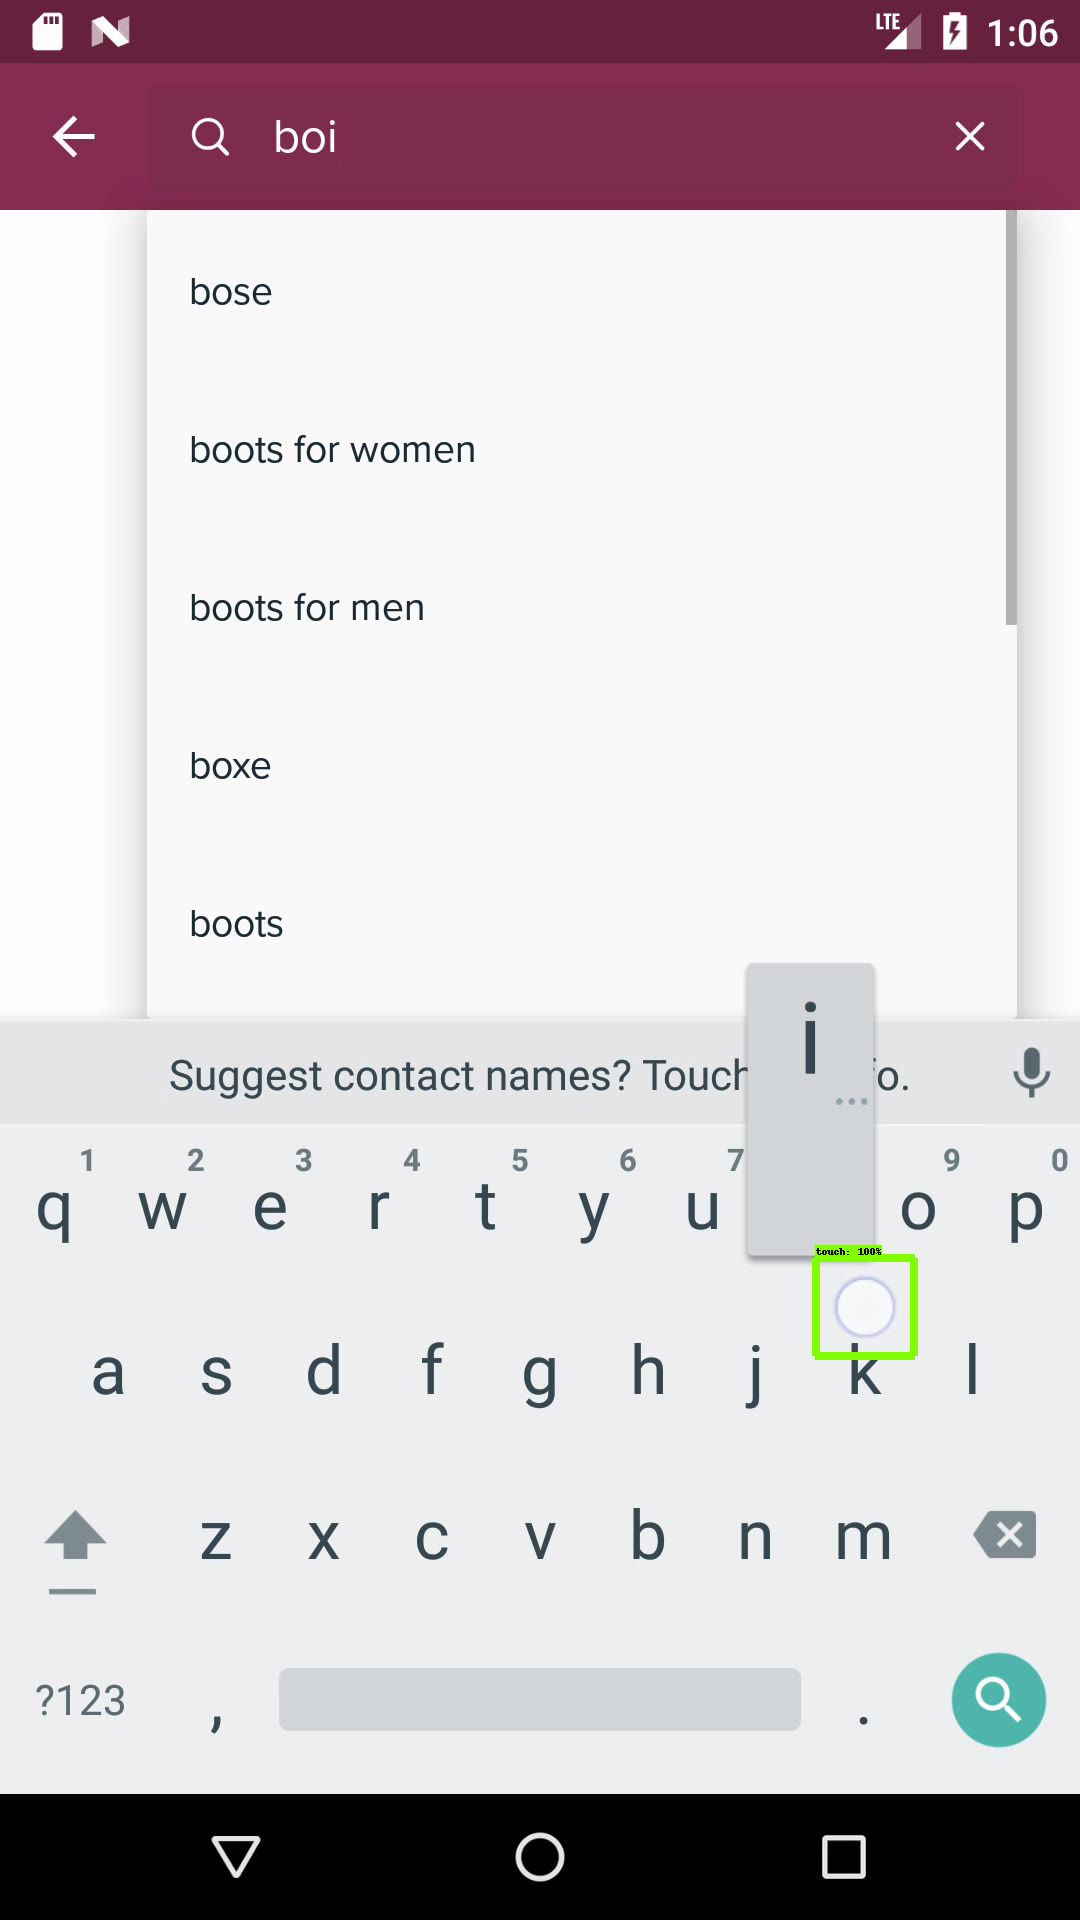 LTE 1:06
boi
bose
boots for women
boots for men
boxe
boots
i
Suggest contact names? Touch fo.
...
1 2 3 4 5 6 7 9 0
q w e r t y u o p
touch: 100%
a s d f g h j k l
z x c v b n m
?123 , .